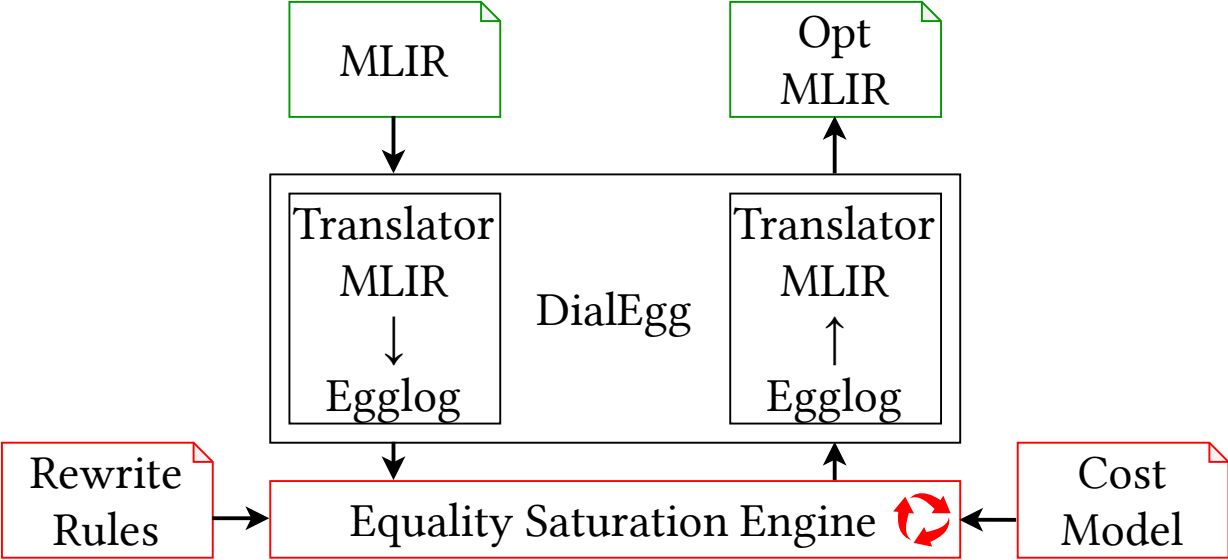 MLIR
Opt
MLIR
Translator
MLIR
↓
Egglog
DialEgg
Translator
MLIR
↑
Egglog
Rewrite
Rules
Equality Saturation Engine
Cost
Model